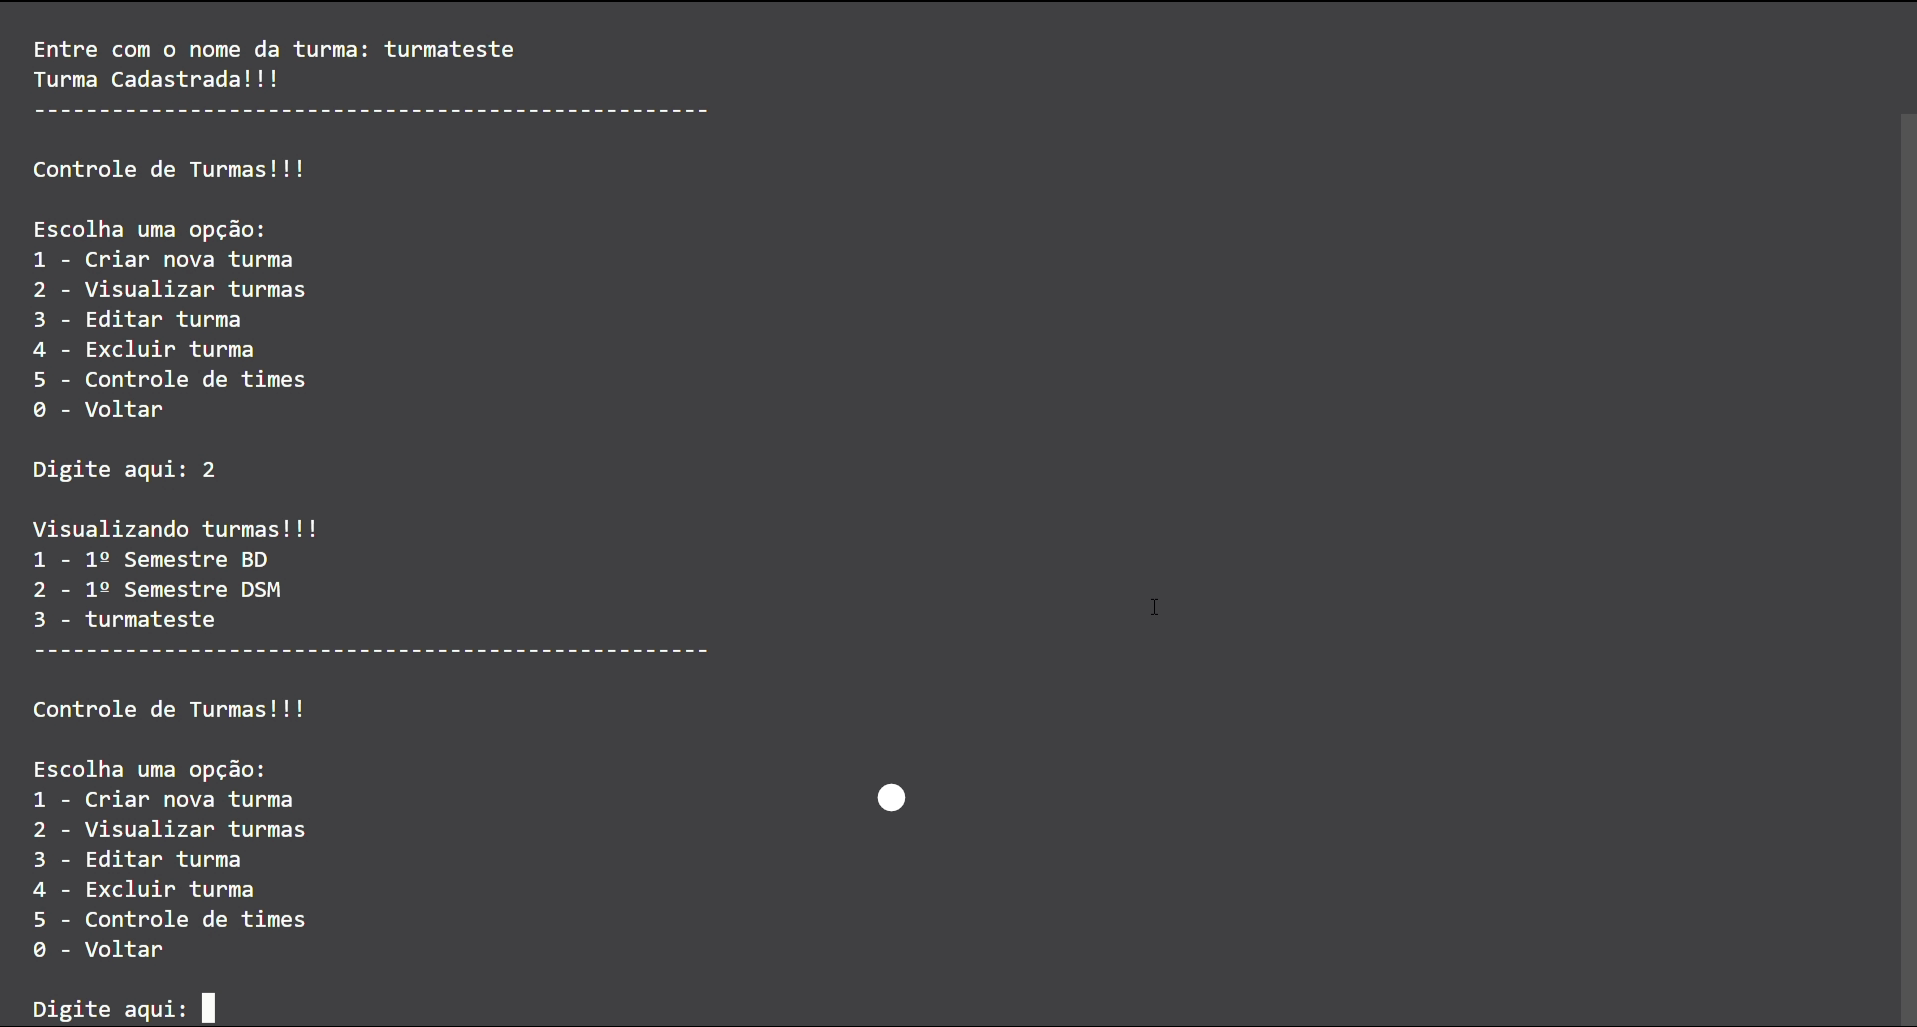 Entre com o nome da turma: turmateste
Turma Cadastrada!!!
----------------------------------------------------
Controle de Turmas!!!
Escolha uma opção:
1 - Criar nova turma
2 - Visualizar turmas
3 - Editar turma
4 - Excluir turma
5 - Controle de times
0 - Voltar
Digite aqui: 2
Visualizando turmas!!!
1 - 1º Semestre BD
2 - 1º Semestre DSM
3 - turmateste
----------------------------------------------------
Controle de Turmas!!!
Escolha uma opção:
1 - Criar nova turma
2 - Visualizar turmas
3 - Editar turma
4 - Excluir turma
5 - Controle de times
0 - Voltar
Digite aqui: